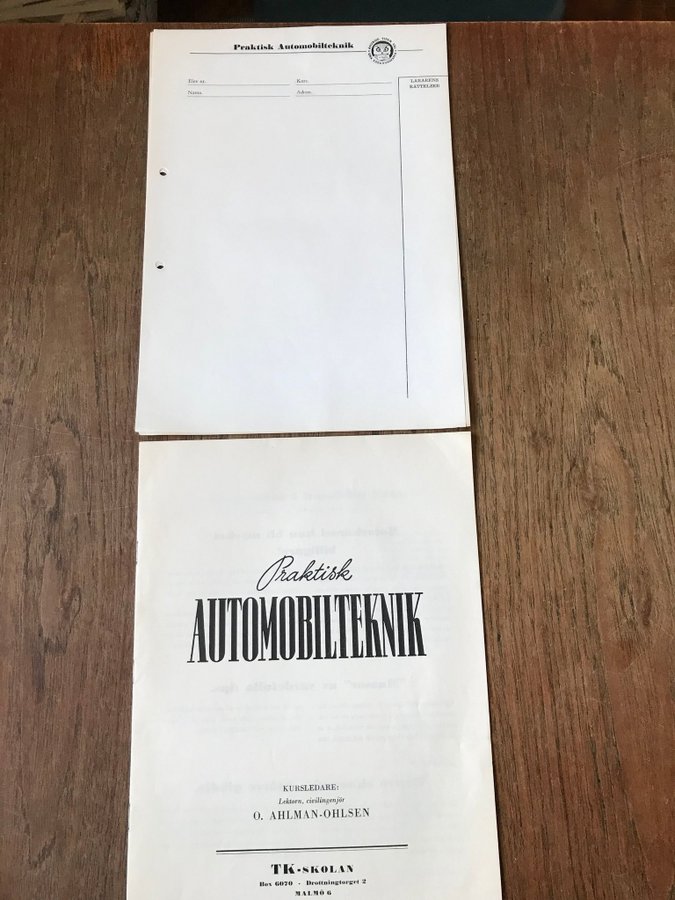 Praktisk Automobilteknik
Elev nr.
Kurs.
LÄRARENS
RÄTTELSER
Namn.
Adress.
Praktisk
AUTOMOBILTEKNIK
KURSLEDARE:
Lektorn, civilingenjör
O. AHLMAN-OHLSEN
TK-SKOLAN
Box 6070 · Drottningtorget 2
MALMÖ 6